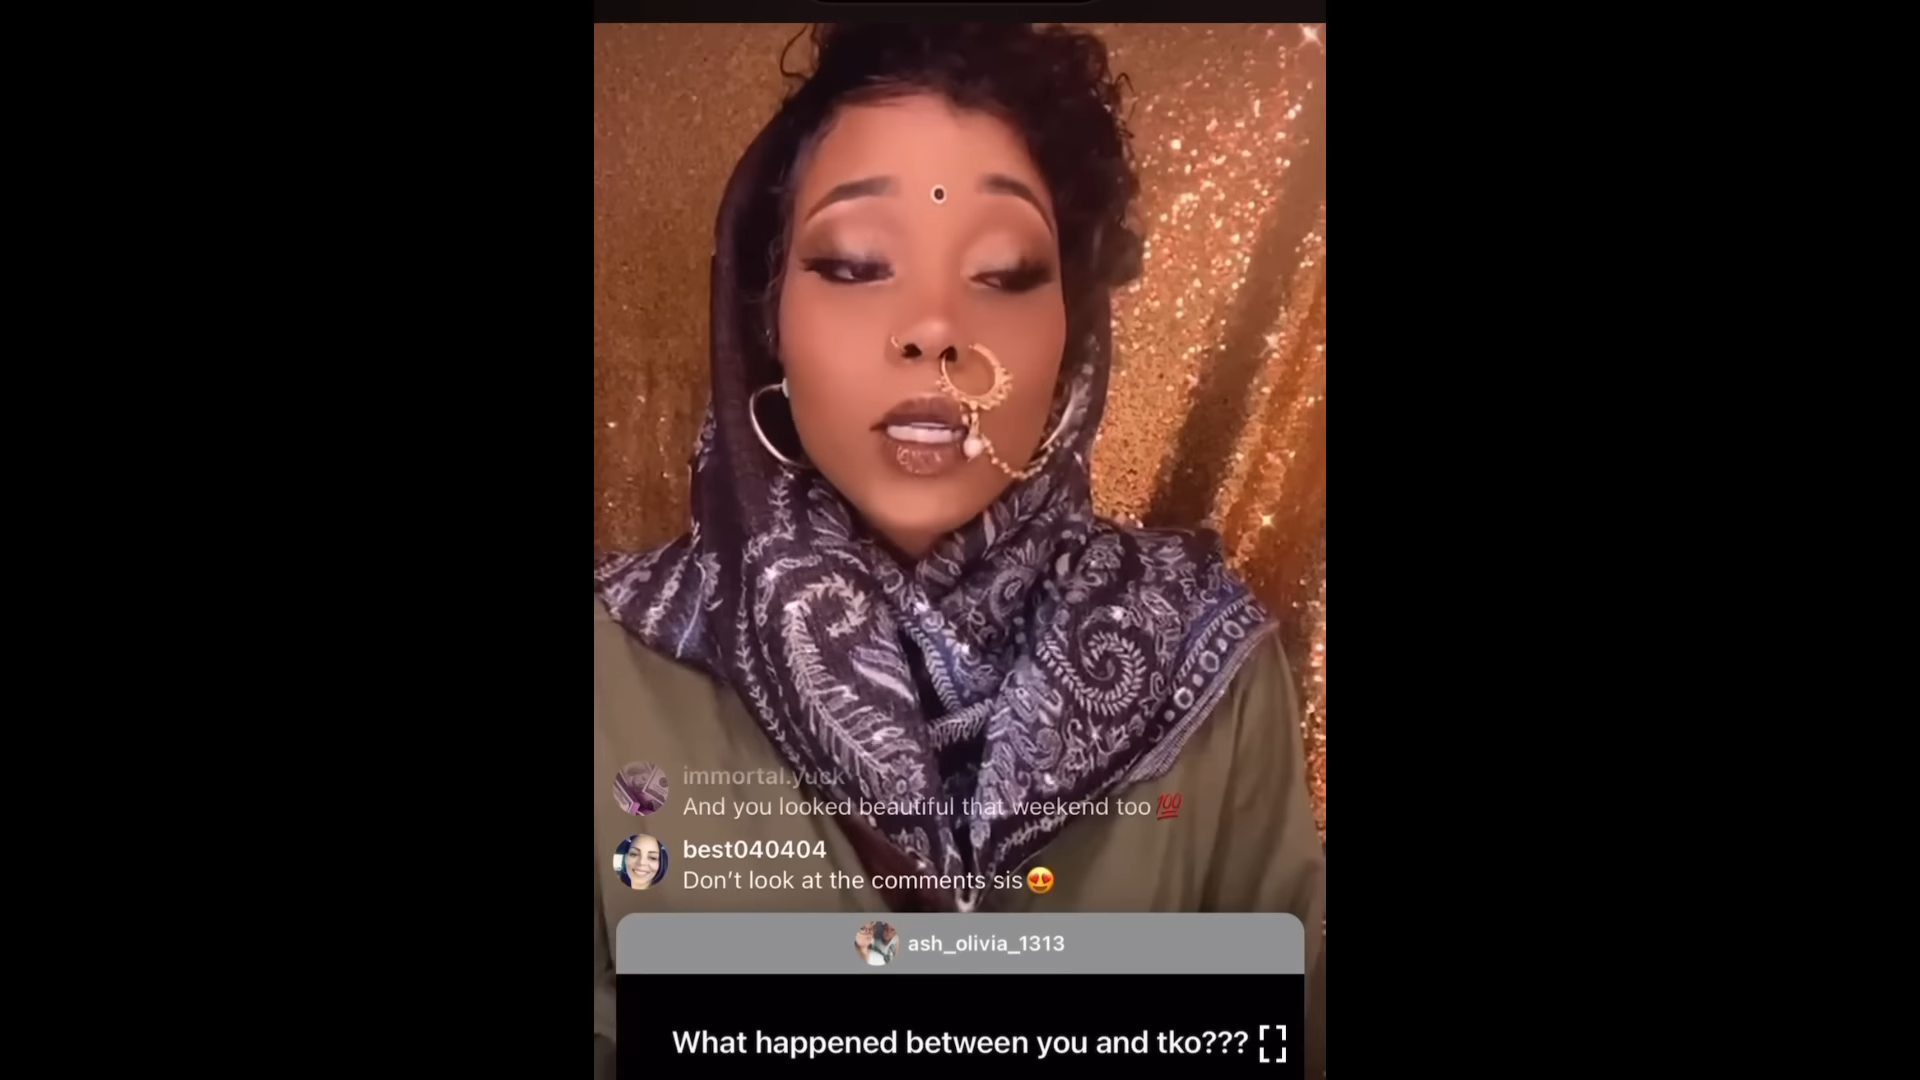 immortal.yuck
And you looked beautiful that weekend too 💯
best040404
Don't look at the comments sis😍
ash_olivia_1313
What happened between you and tko???